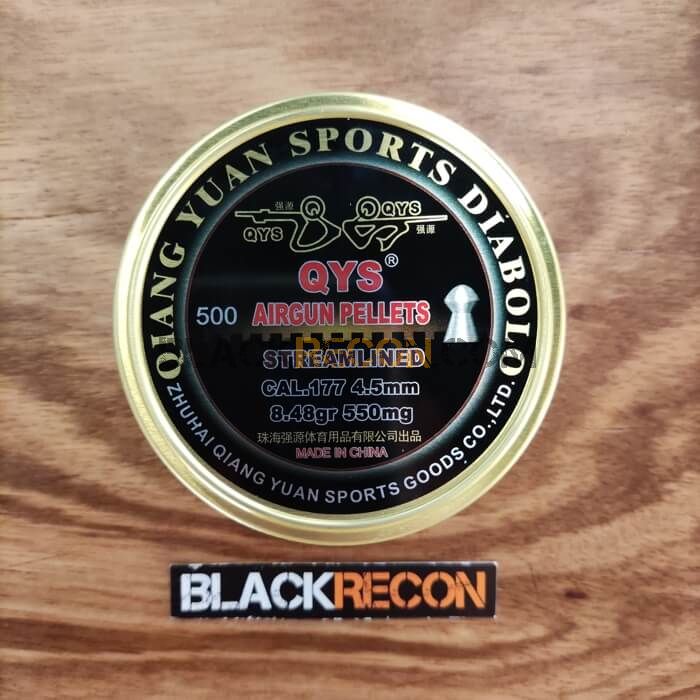 QIANG YUAN SPORTS DIABOLO
强源 QYS
QYS 强源
QYS®
500 AIRGUN PELLETS
BLACKRECON.COM
STREAMLINED
CAL.177 4.5mm
8.48gr 550mg
珠海强源体育用品有限公司出品
MADE IN CHINA
ZHUHAI QIANG YUAN SPORTS GOODS CO.,LTD.
BLACKRECON